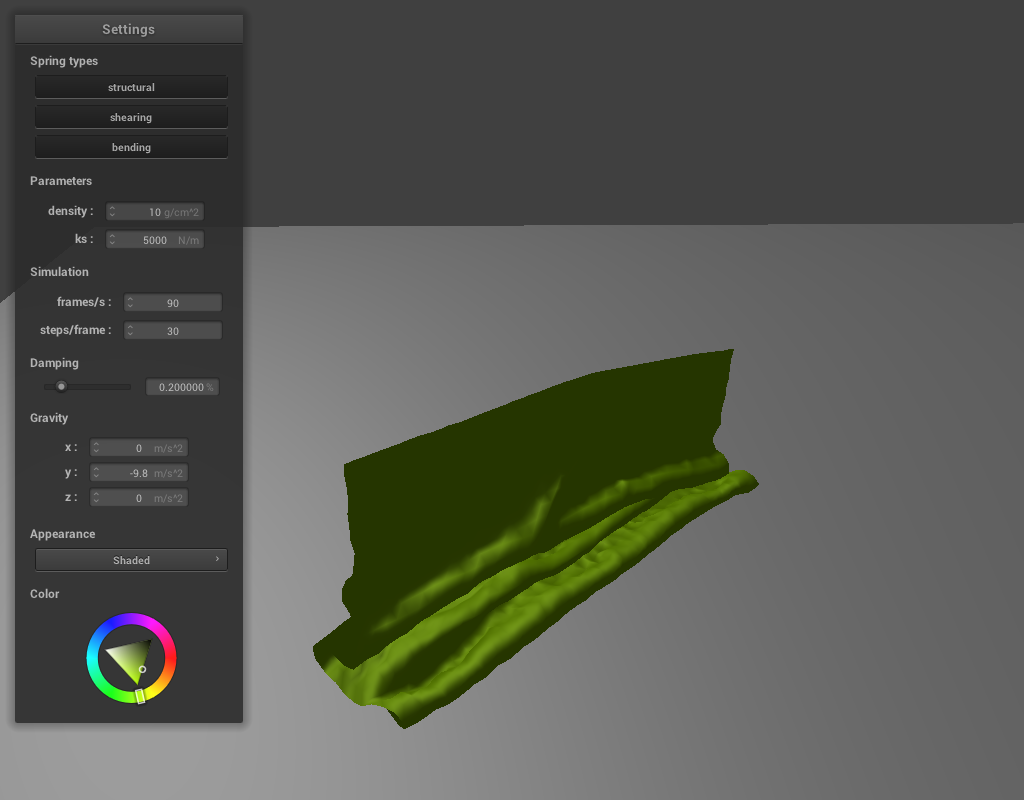 Settings
Spring types
structural
shearing
bending
Parameters
density : 10 g/cm^2
ks : 5000 N/m
Simulation
frames/s : 90
steps/frame : 30
Damping
0.200000 %
Gravity
x : 0 m/s^2
y : -9.8 m/s^2
z : 0 m/s^2
Appearance
Shaded
Color